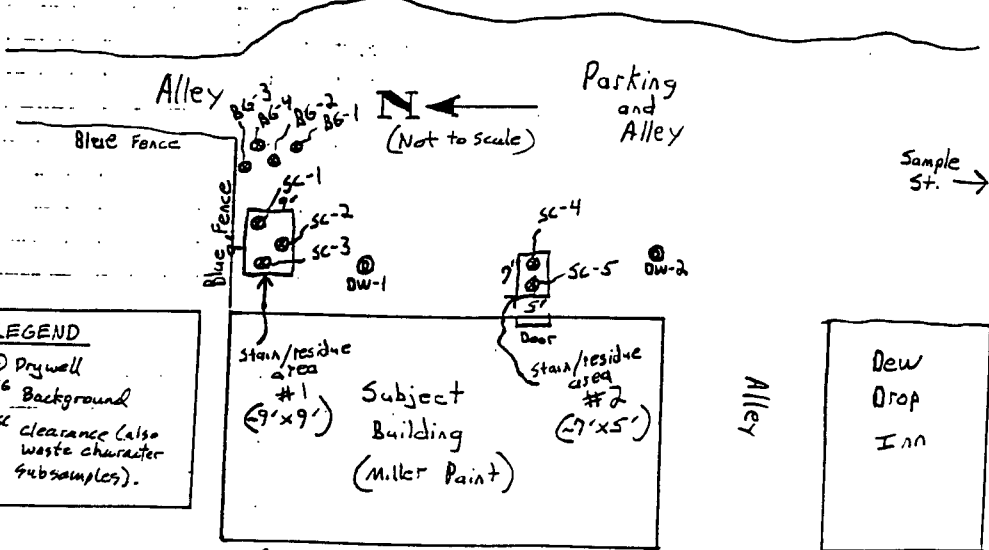 Alley
BG-3
BG-4
BG-2
BG-1
N
(Not to scale)
Parking
and
Alley
Sample
St.
Blue Fence
Blue Fence
SC-1
9'
SC-2
SC-3
DW-1
SC-4
7'
SC-5
5'
DW-2
Door
LEGEND
Drywell
Background
clearance (also
waste character
subsamples).
Stain/residue
area
#1
(~9'x9')
Subject
Building
(Miller Paint)
Stain/residue
area
#2
(~7'x5')
Alley
Dew
Drop
Inn